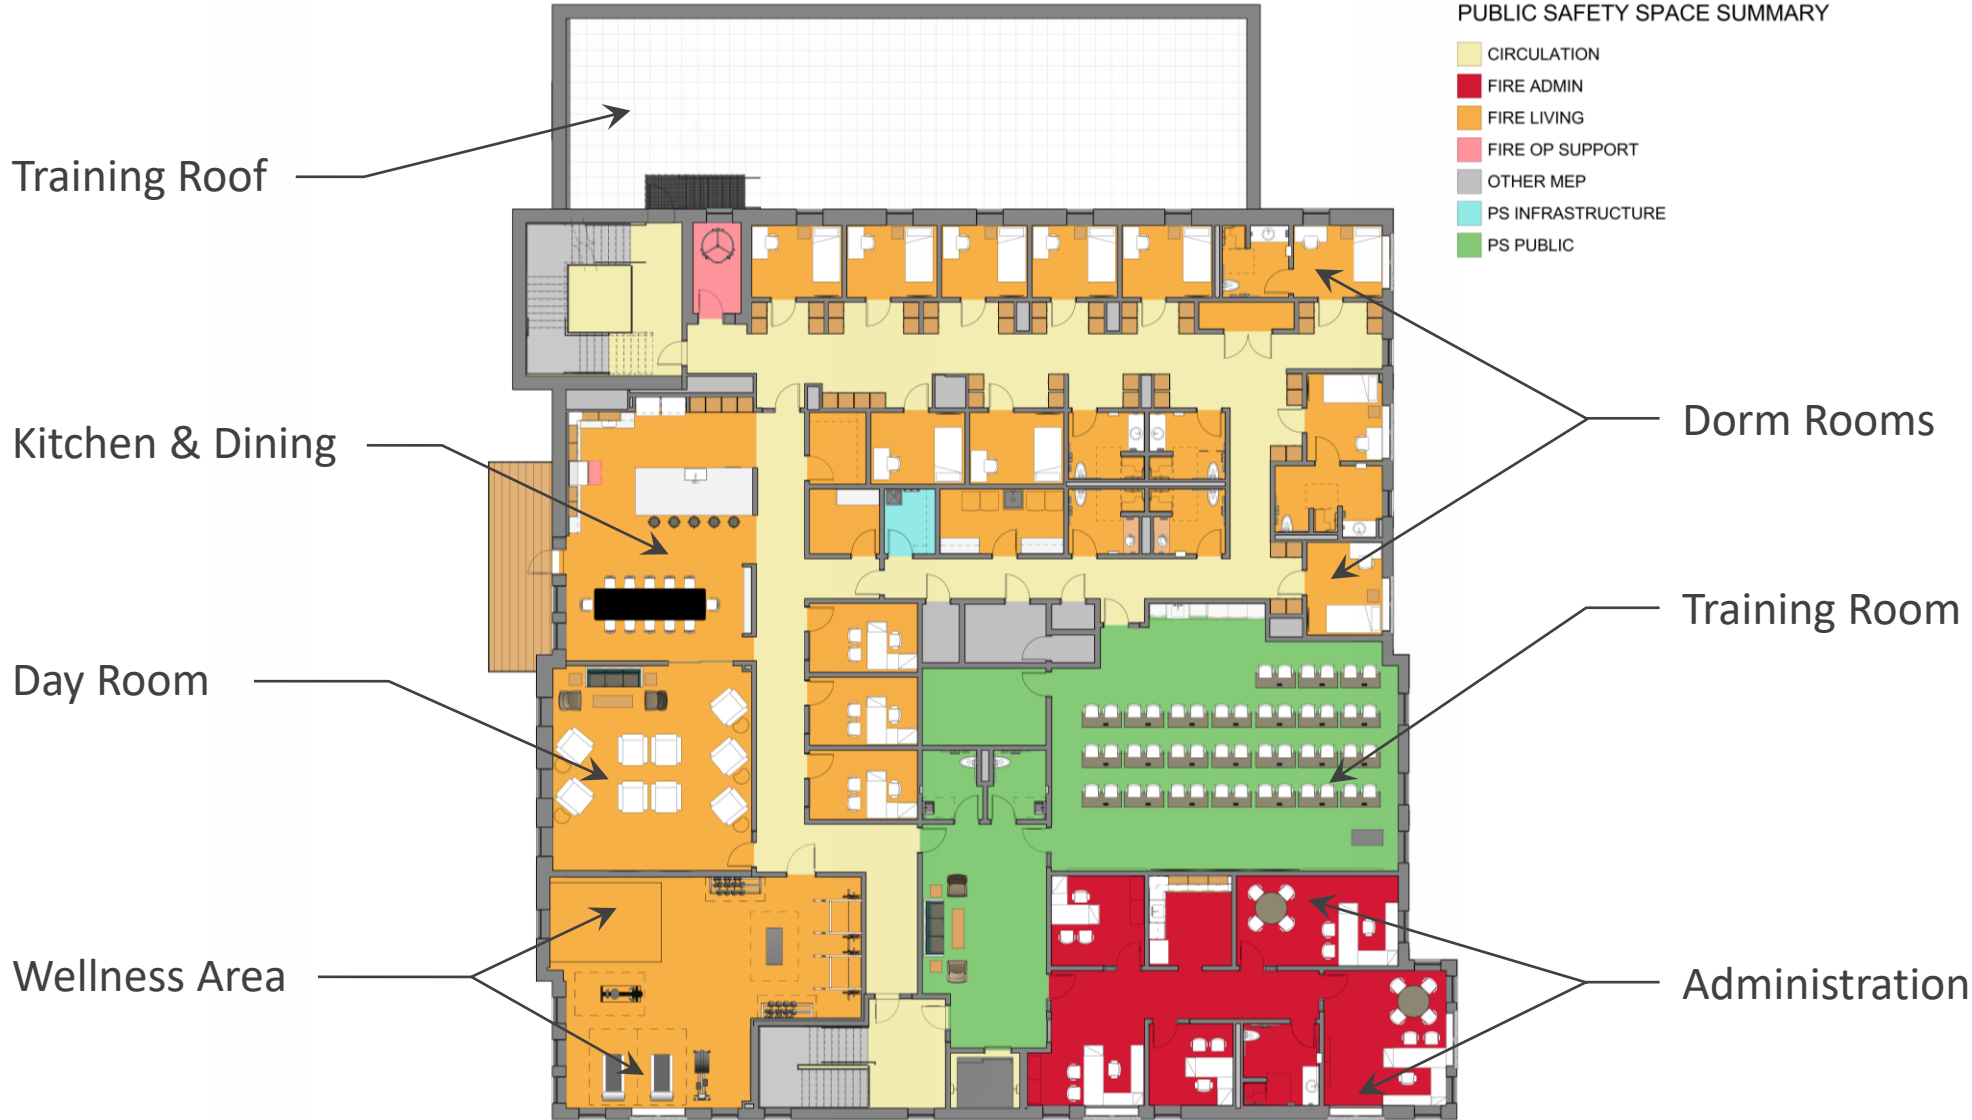 PUBLIC SAFETY SPACE SUMMARY
CIRCULATION
FIRE ADMIN
FIRE LIVING
FIRE OP SUPPORT
OTHER MEP
PS INFRASTRUCTURE
PS PUBLIC
Training Roof
Kitchen & Dining
Day Room
Wellness Area
Dorm Rooms
Training Room
Administration